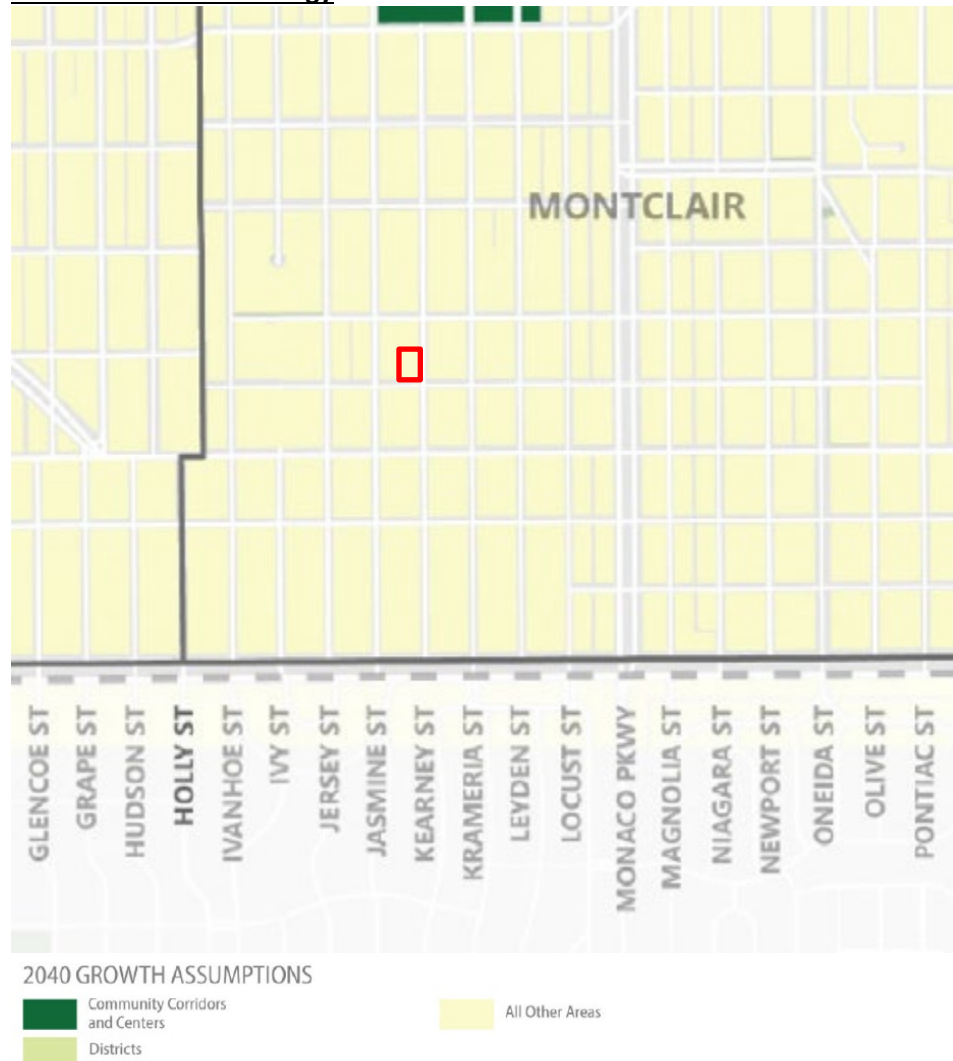 MONTCLAIR
GLENCOE ST
GRAPE ST
HUDSON ST
HOLLY ST
IVANHOE ST
IVY ST
JERSEY ST
JASMINE ST
KEARNEY ST
KRAMERIA ST
LEYDEN ST
LOCUST ST
MONACO PKWY
MAGNOLIA ST
NIAGARA ST
NEWPORT ST
ONEIDA ST
OLIVE ST
PONTIAC ST
2040 GROWTH ASSUMPTIONS
Community Corridors
and Centers
Districts
All Other Areas